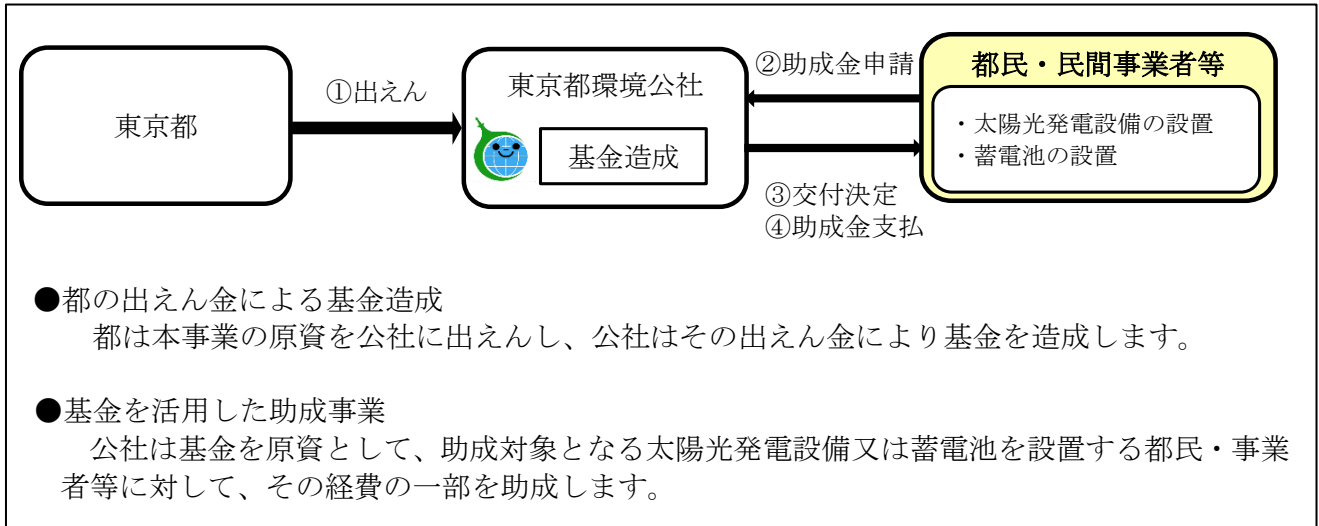 東京都
①出えん
東京都環境公社
基金造成
②助成金申請
③交付決定
④助成金支払
都民・民間事業者等
・太陽光発電設備の設置
・蓄電池の設置
●都の出えん金による基金造成
都は本事業の原資を公社に出えんし、公社はその出えん金により基金を造成します。
●基金を活用した助成事業
公社は基金を原資として、助成対象となる太陽光発電設備又は蓄電池を設置する都民・事業
者等に対して、その経費の一部を助成します。